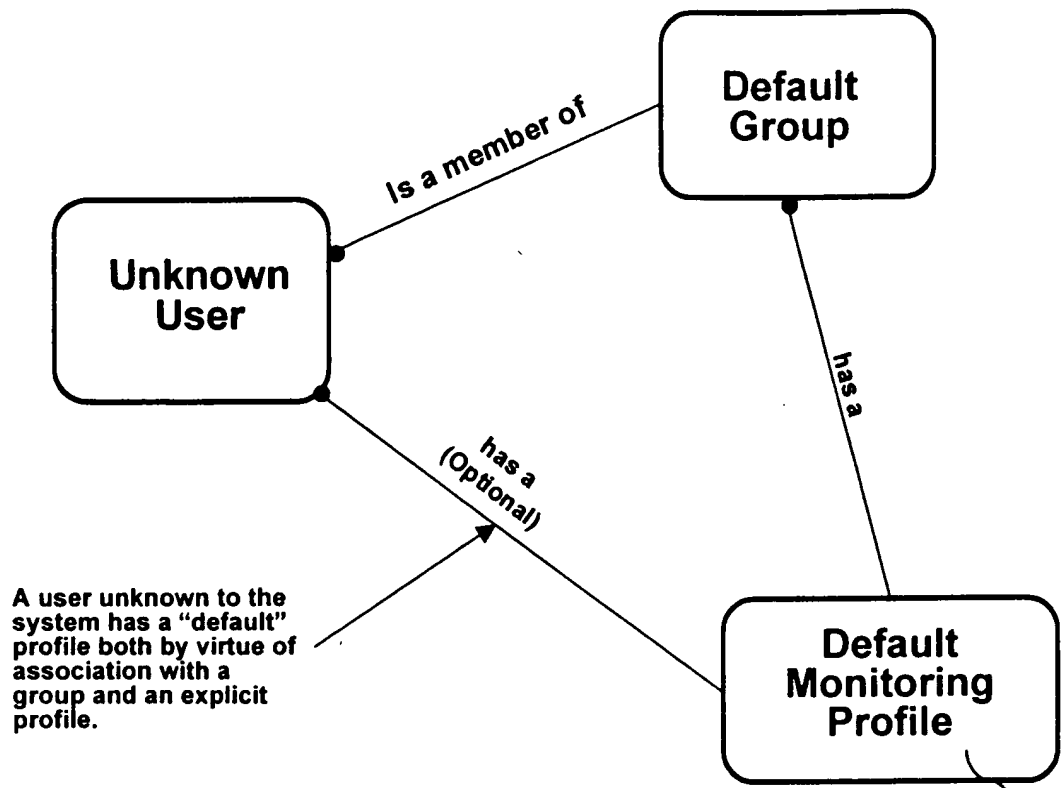 Default
Group
Is a member of
Unknown
User
has a
has a
(Optional)
A user unknown to the
system has a “default”
profile both by virtue of
association with a
group and an explicit
profile.
Default
Monitoring
Profile